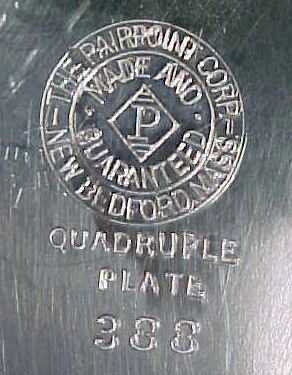 THE PAIRPOINT CORP.
NEW BEDFORD, MASS
MADE AND
GUARANTEED
P
QUADRUPLE
PLATE
388